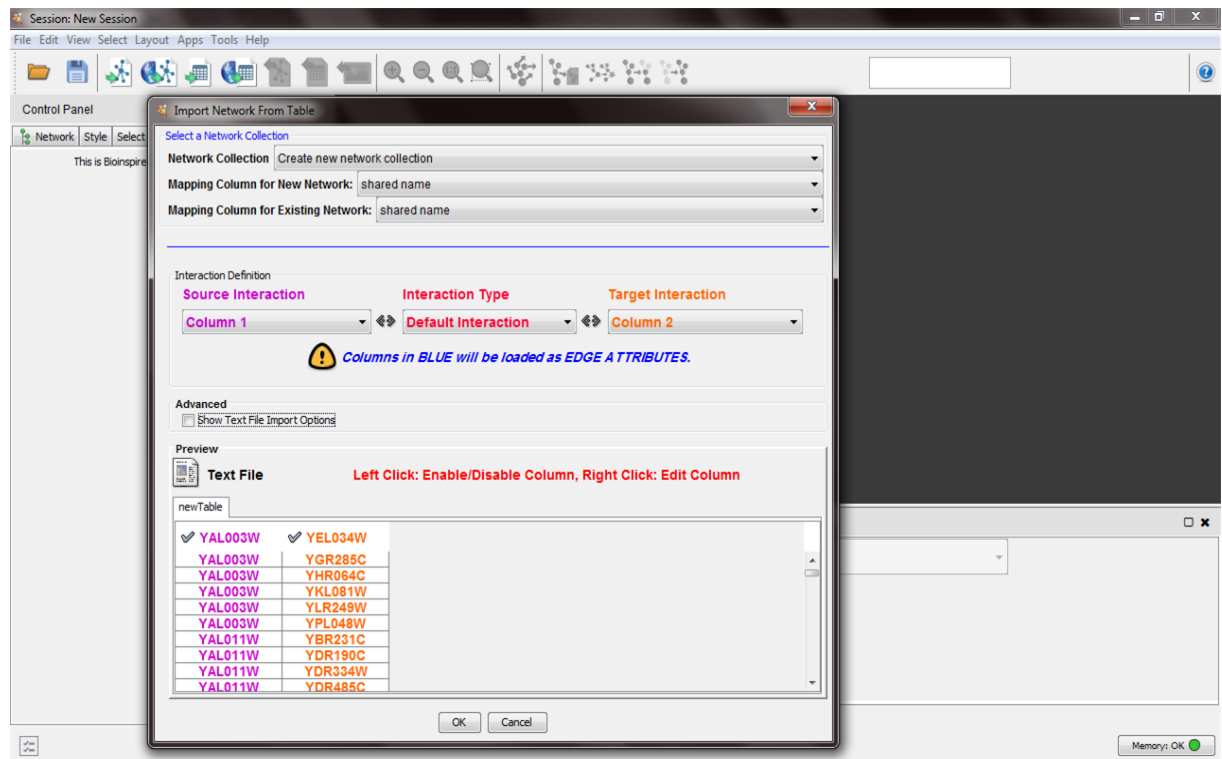 Session: New Session
File Edit View Select Layout Apps Tools Help
Control Panel
Network Style Select
This is Bioinspire
Import Network From Table
Select a Network Collection
Network Collection Create new network collection
Mapping Column for New Network: shared name
Mapping Column for Existing Network: shared name
Interaction Definition
Source Interaction Interaction Type Target Interaction
Column 1 Default Interaction Column 2
Columns in BLUE will be loaded as EDGE ATTRIBUTES.
Advanced
Show Text File Import Options
Preview
Text File Left Click: Enable/Disable Column, Right Click: Edit Column
newTable
YAL003W YEL034W
YAL003W YGR285C
YAL003W YHR064C
YAL003W YKL081W
YAL003W YLR249W
YAL003W YPL048W
YAL011W YBR231C
YAL011W YDR190C
YAL011W YDR334W
YAL011W YDR485C
OK Cancel
Memory: OK